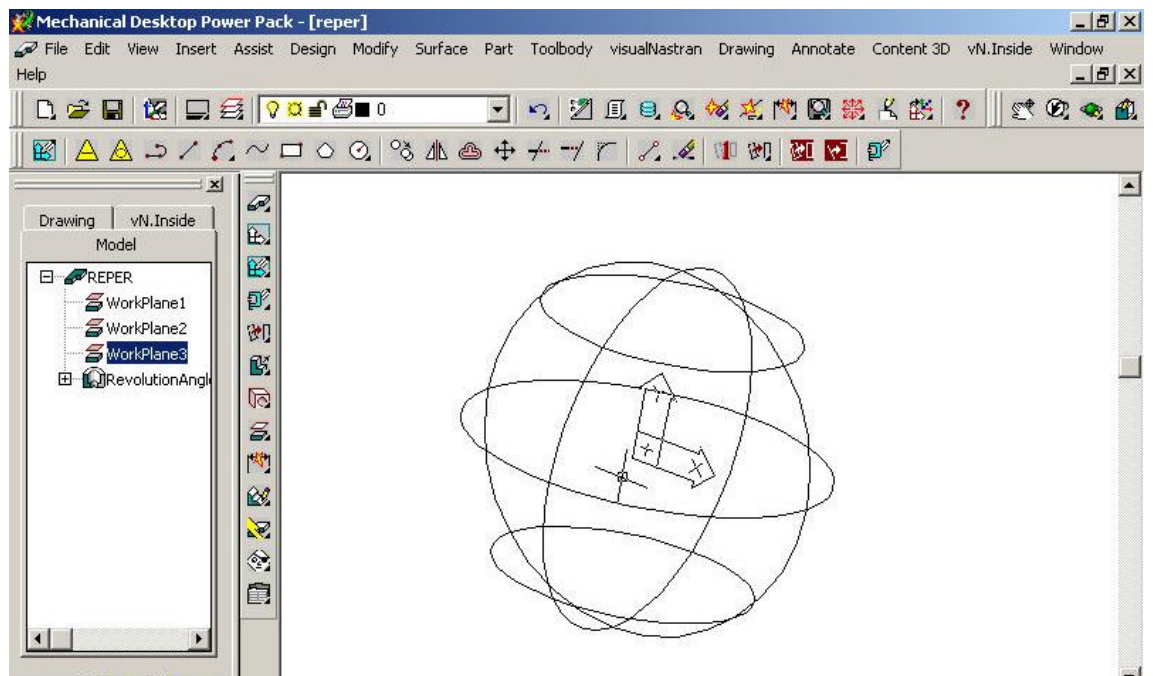 Mechanical Desktop Power Pack - [reper]
File Edit View Insert Assist Design Modify Surface Part Toolbody visualNastran Drawing Annotate Content 3D vN.Inside Window
Help
0
Drawing vN.Inside
Model
REPER
WorkPlane1
WorkPlane2
WorkPlane3
RevolutionAngl
Y
X